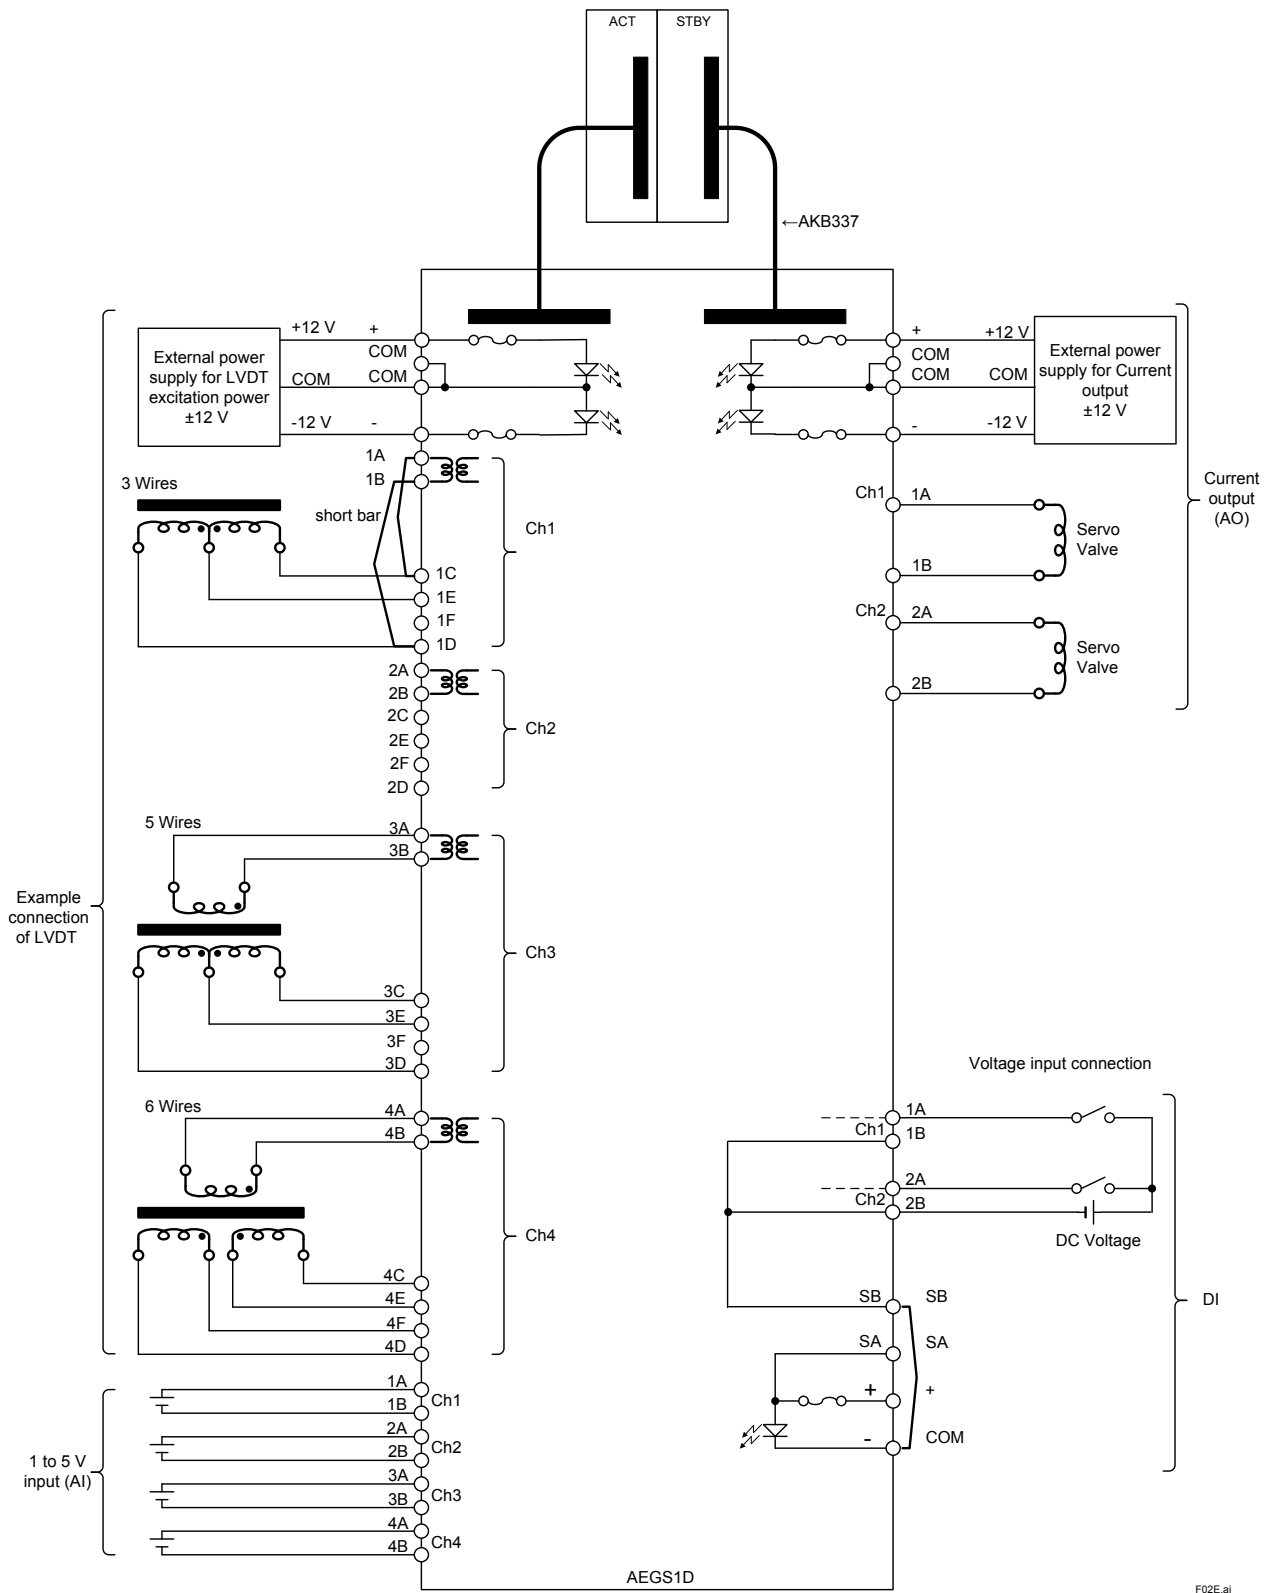 ACT STBY
←AKB337
+12 V +
COM
COM COM
-12 V -
External power
supply for LVDT
excitation power
±12 V
+ +12 V
COM
COM COM
- -12 V
External power
supply for Current
output
±12 V
1A
1B
3 Wires
short bar
Ch1
1C
1E
1F
1D
2A
2B
2C
2E
2F
2D
Ch2
5 Wires
3A
3B
Ch3
3C
3E
3F
3D
6 Wires
4A
4B
Ch4
4C
4E
4F
4D
Example
connection
of LVDT
1A
1B
Ch1
2A
2B
Ch2
3A
3B
Ch3
4A
4B
Ch4
1 to 5 V
input (AI)
Ch1 1A
1B
Servo
Valve
Ch2 2A
2B
Servo
Valve
Current
output
(AO)
Voltage input connection
1A
Ch1 1B
2A
Ch2 2B
DC Voltage
SB SB
SA SA
+ +
- COM
DI
AEGS1D
F02E.ai